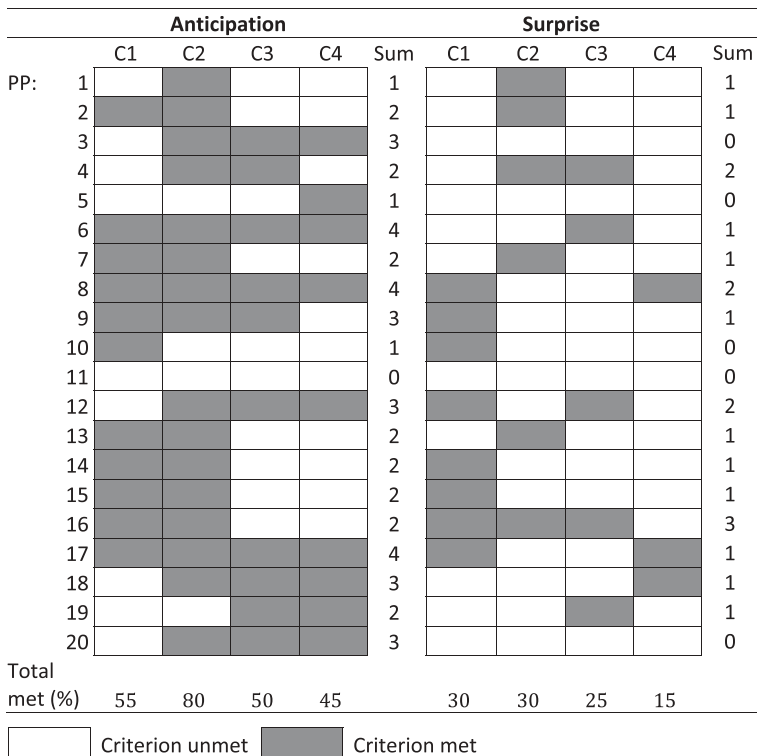 Anticipation Surprise
C1 C2 C3 C4 Sum C1 C2 C3 C4 Sum
PP: 1 1 1
2 2 1
3 3 0
4 2 2
5 1 0
6 4 1
7 2 1
8 4 2
9 3 1
10 1 0
11 0 0
12 3 2
13 2 1
14 2 1
15 2 1
16 2 3
17 4 1
18 3 1
19 2 1
20 3 0
Total
met (%) 55 80 50 45 30 30 25 15
Criterion unmet Criterion met